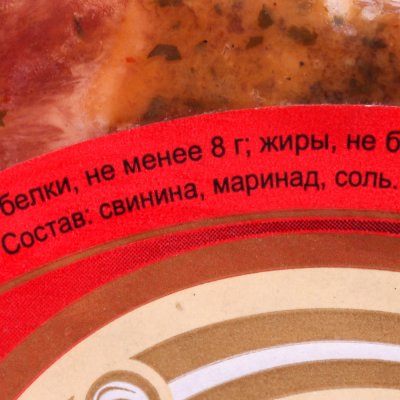 белки, не менее 8 г; жиры, не б
Состав: свинина, маринад, соль.